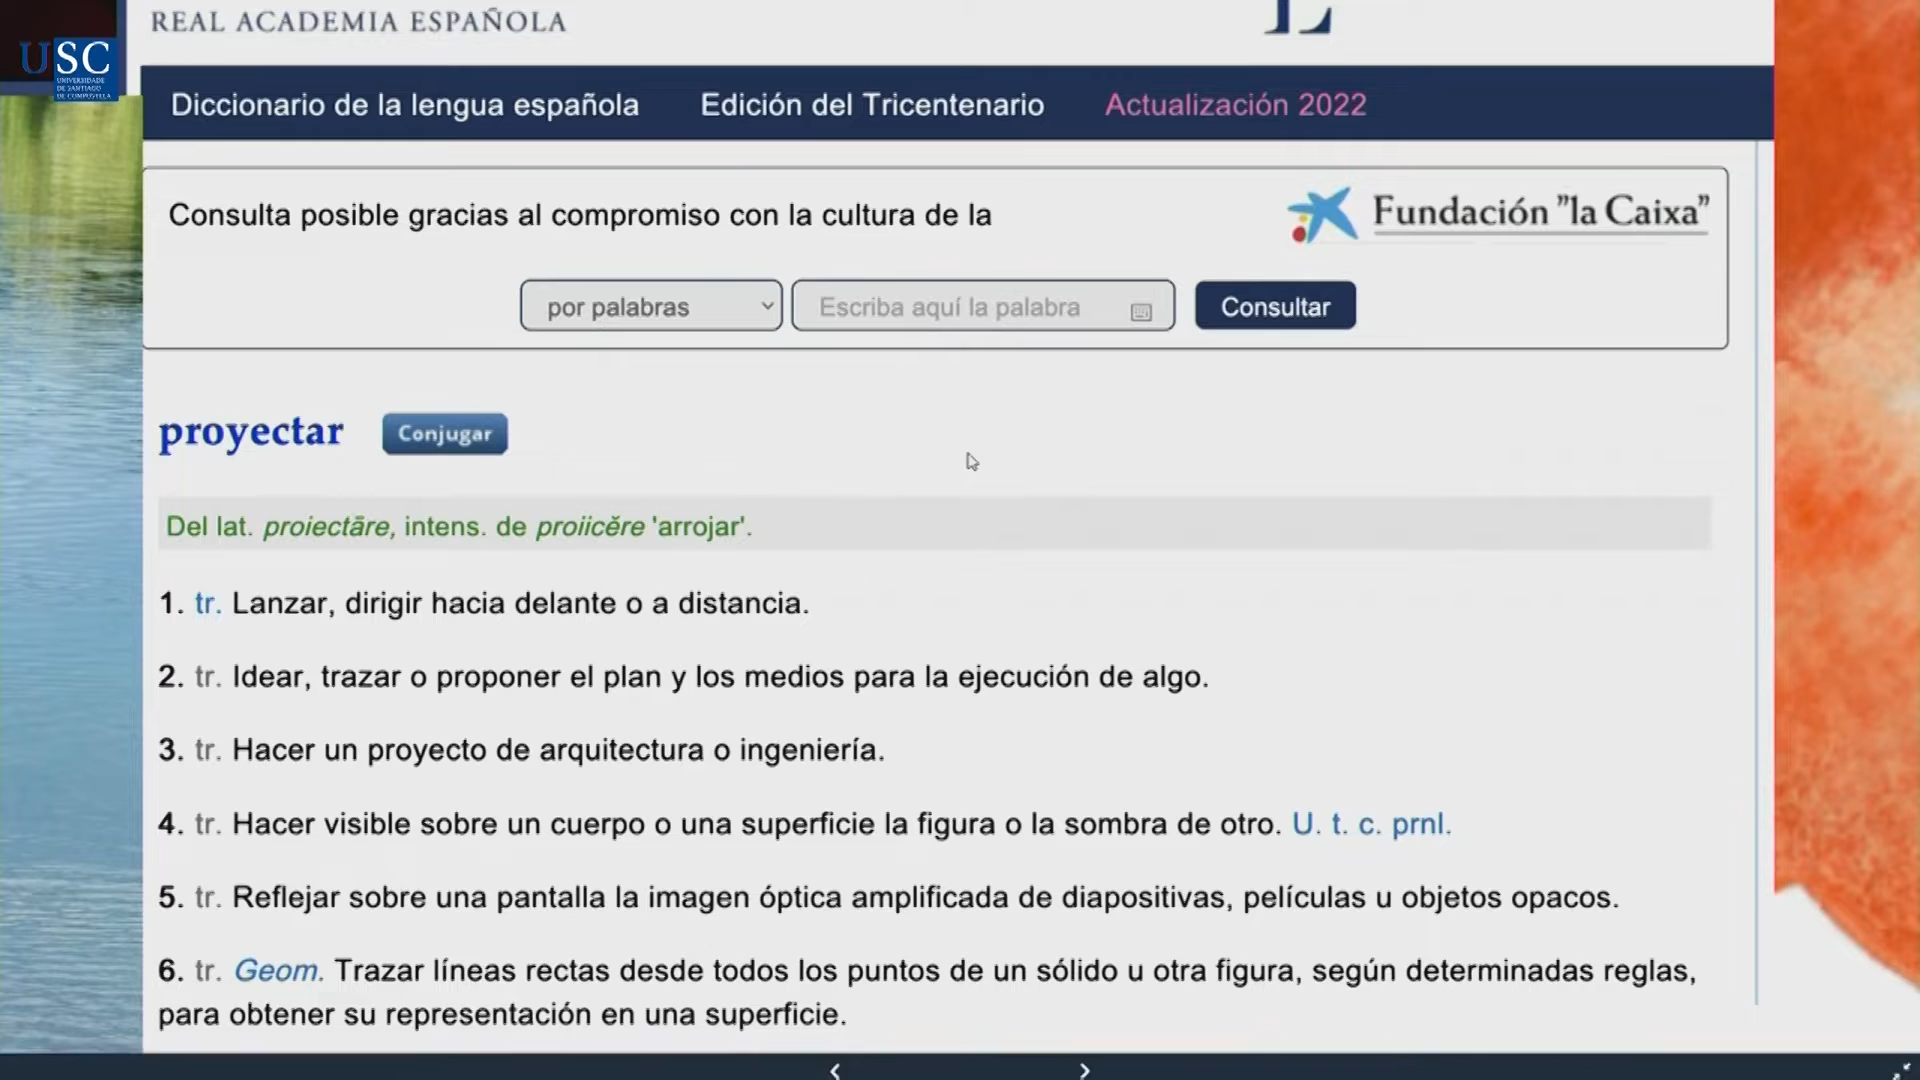 REAL ACADEMIA ESPAÑOLA
USC
UNIVERSIDADE
DE SANTIAGO
DE COMPOSTELA
Diccionario de la lengua española Edición del Tricentenario Actualización 2022
Consulta posible gracias al compromiso con la cultura de la Fundación "la Caixa"
por palabras Escriba aquí la palabra Consultar
proyectar Conjugar
Del lat. proiectāre, intens. de proiicĕre 'arrojar'.
1. tr. Lanzar, dirigir hacia delante o a distancia.
2. tr. Idear, trazar o proponer el plan y los medios para la ejecución de algo.
3. tr. Hacer un proyecto de arquitectura o ingeniería.
4. tr. Hacer visible sobre un cuerpo o una superficie la figura o la sombra de otro. U. t. c. prnl.
5. tr. Reflejar sobre una pantalla la imagen óptica amplificada de diapositivas, películas u objetos opacos.
6. tr. Geom. Trazar líneas rectas desde todos los puntos de un sólido u otra figura, según determinadas reglas,
para obtener su representación en una superficie.